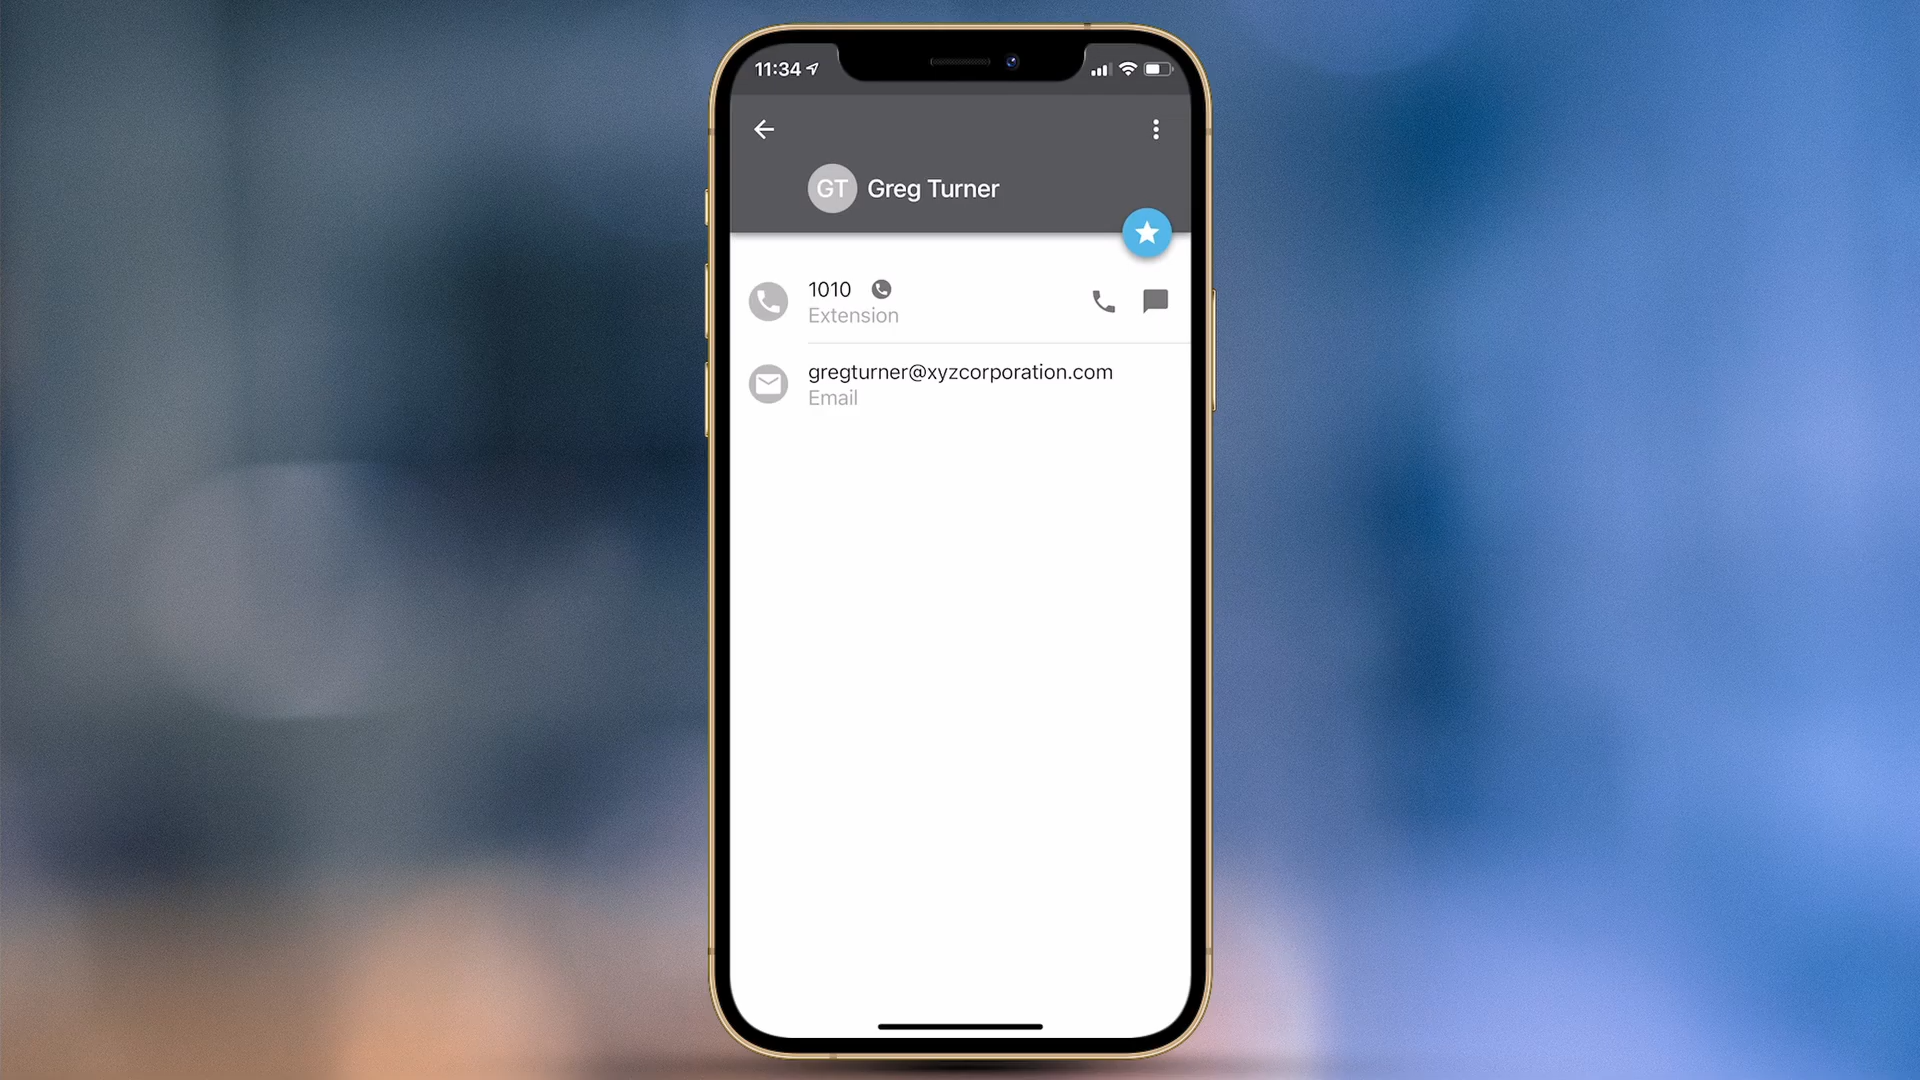 11:34
GT Greg Turner
1010
Extension
gregturner@xyzcorporation.com
Email